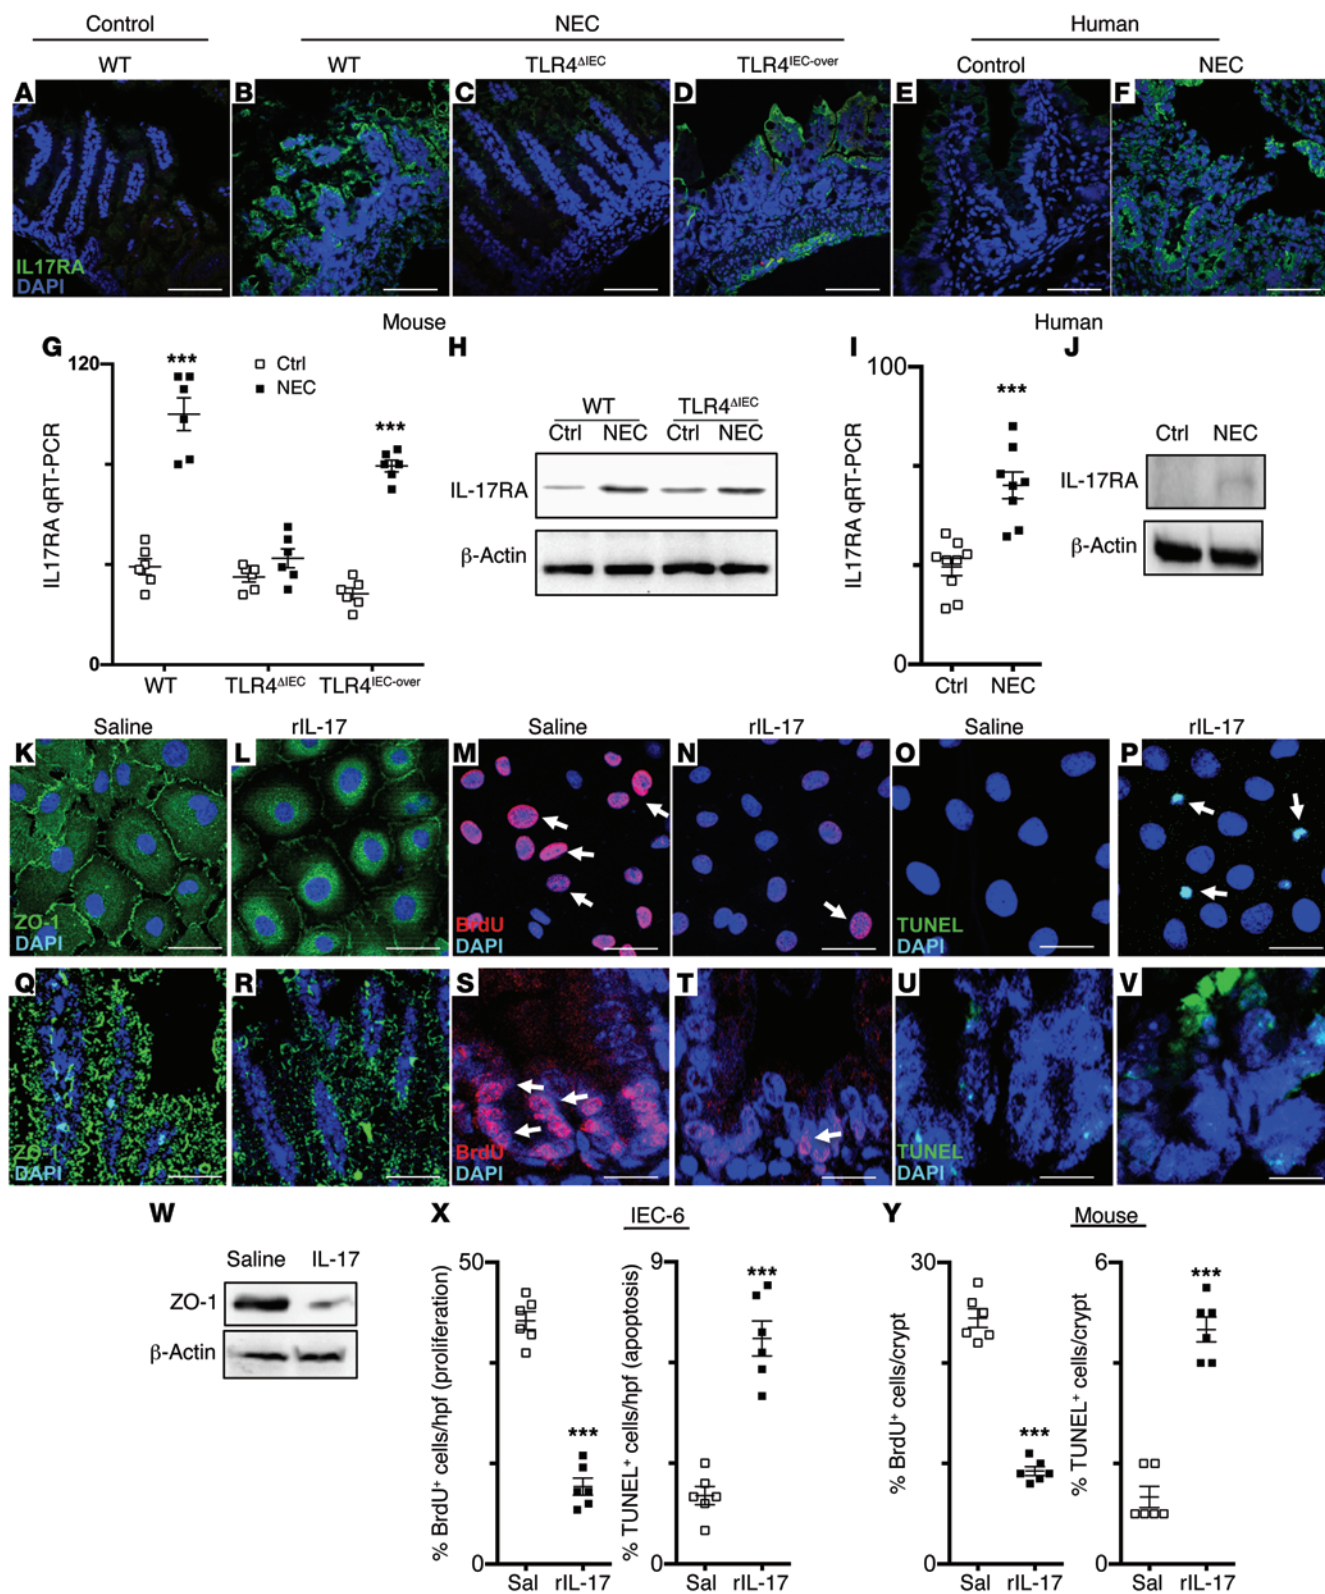 Control NEC Human
WT WT TLR4ΔIEC TLR4IEC-over Control NEC
A B C D E F
IL17RA
DAPI
Mouse Human
G H I J
120
IL17RA qRT-PCR
***
Ctrl
NEC
***
0
WT TLR4ΔIEC TLR4IEC-over
WT TLR4ΔIEC
Ctrl NEC Ctrl NEC
IL-17RA
β-Actin
100
IL17RA qRT-PCR
***
0
Ctrl NEC
Ctrl NEC
IL-17RA
β-Actin
Saline rIL-17 Saline rIL-17 Saline rIL-17
K L M N O P
ZO-1
DAPI
BrdU
DAPI
TUNEL
DAPI
Q R S T U V
ZO-1
DAPI
BrdU
DAPI
TUNEL
DAPI
W X Y
Saline IL-17
ZO-1
β-Actin
IEC-6
50
% BrdU+ cells/hpf (proliferation)
***
0
Sal rIL-17
9
% TUNEL+ cells/hpf (apoptosis)
***
0
Sal rIL-17
Mouse
30
% BrdU+ cells/crypt
***
0
Sal rIL-17
6
% TUNEL+ cells/crypt
***
0
Sal rIL-17